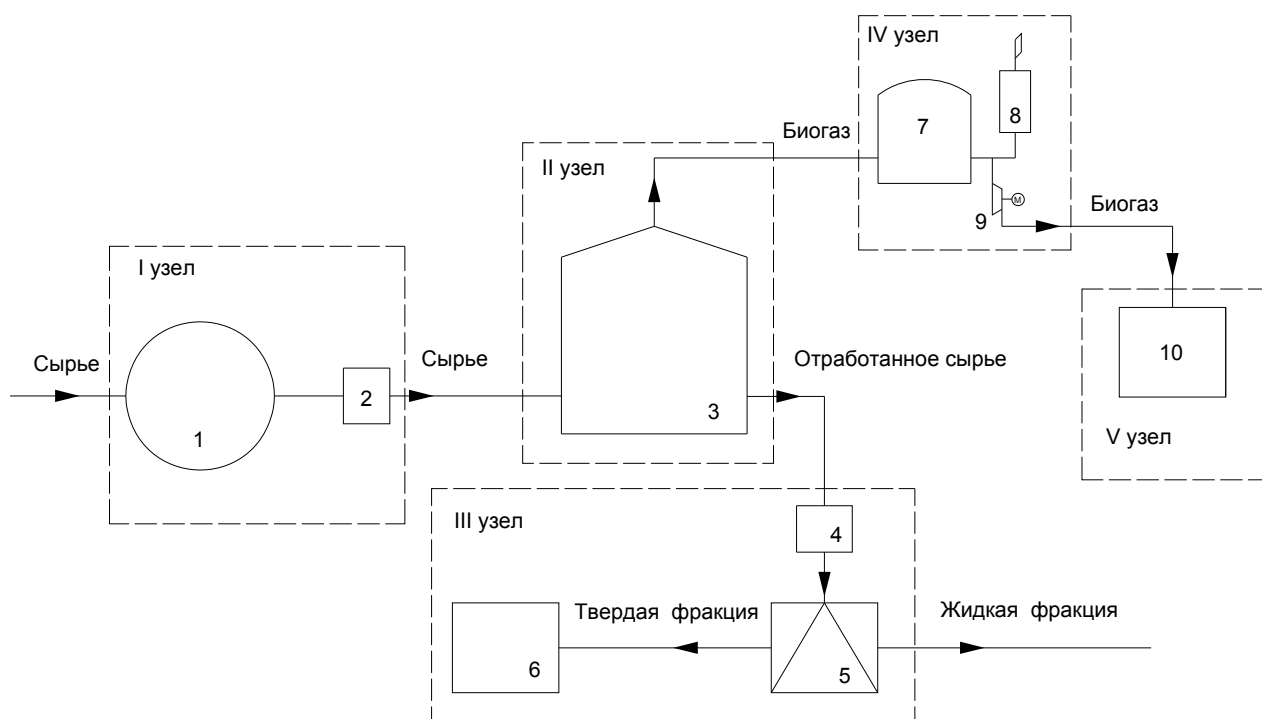 IV узел
8
7
Биогаз
II узел
М
9
Биогаз
I узел
10
Сырье
Сырье
Отработанное сырье
2
3
1
V узел
III узел
4
Твердая фракция
Жидкая фракция
6
5